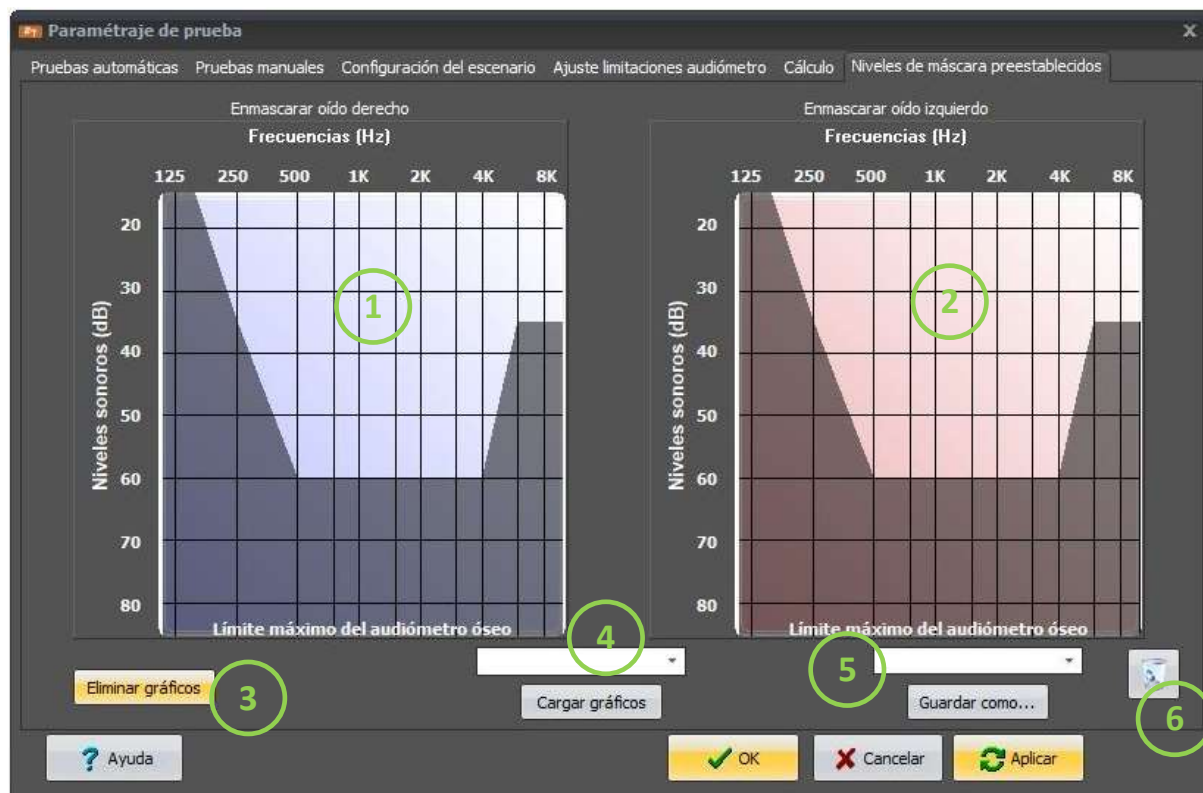 Paramétraje de prueba
x
Pruebas automáticas Pruebas manuales Configuración del escenario Ajuste limitaciones audiómetro Cálculo Niveles de máscara preestablecidos
Enmascarar oído derecho
Frecuencias (Hz)
125 250 500 1K 2K 4K 8K
Niveles sonoros (dB)
20
30
40
50
60
70
80
1
Límite máximo del audiómetro óseo
Enmascarar oído izquierdo
Frecuencias (Hz)
125 250 500 1K 2K 4K 8K
Niveles sonoros (dB)
20
30
40
50
60
70
80
2
Límite máximo del audiómetro óseo
Eliminar gráficos
3
4
Cargar gráficos
5
Guardar como...
6
? Ayuda
OK
Cancelar
Aplicar